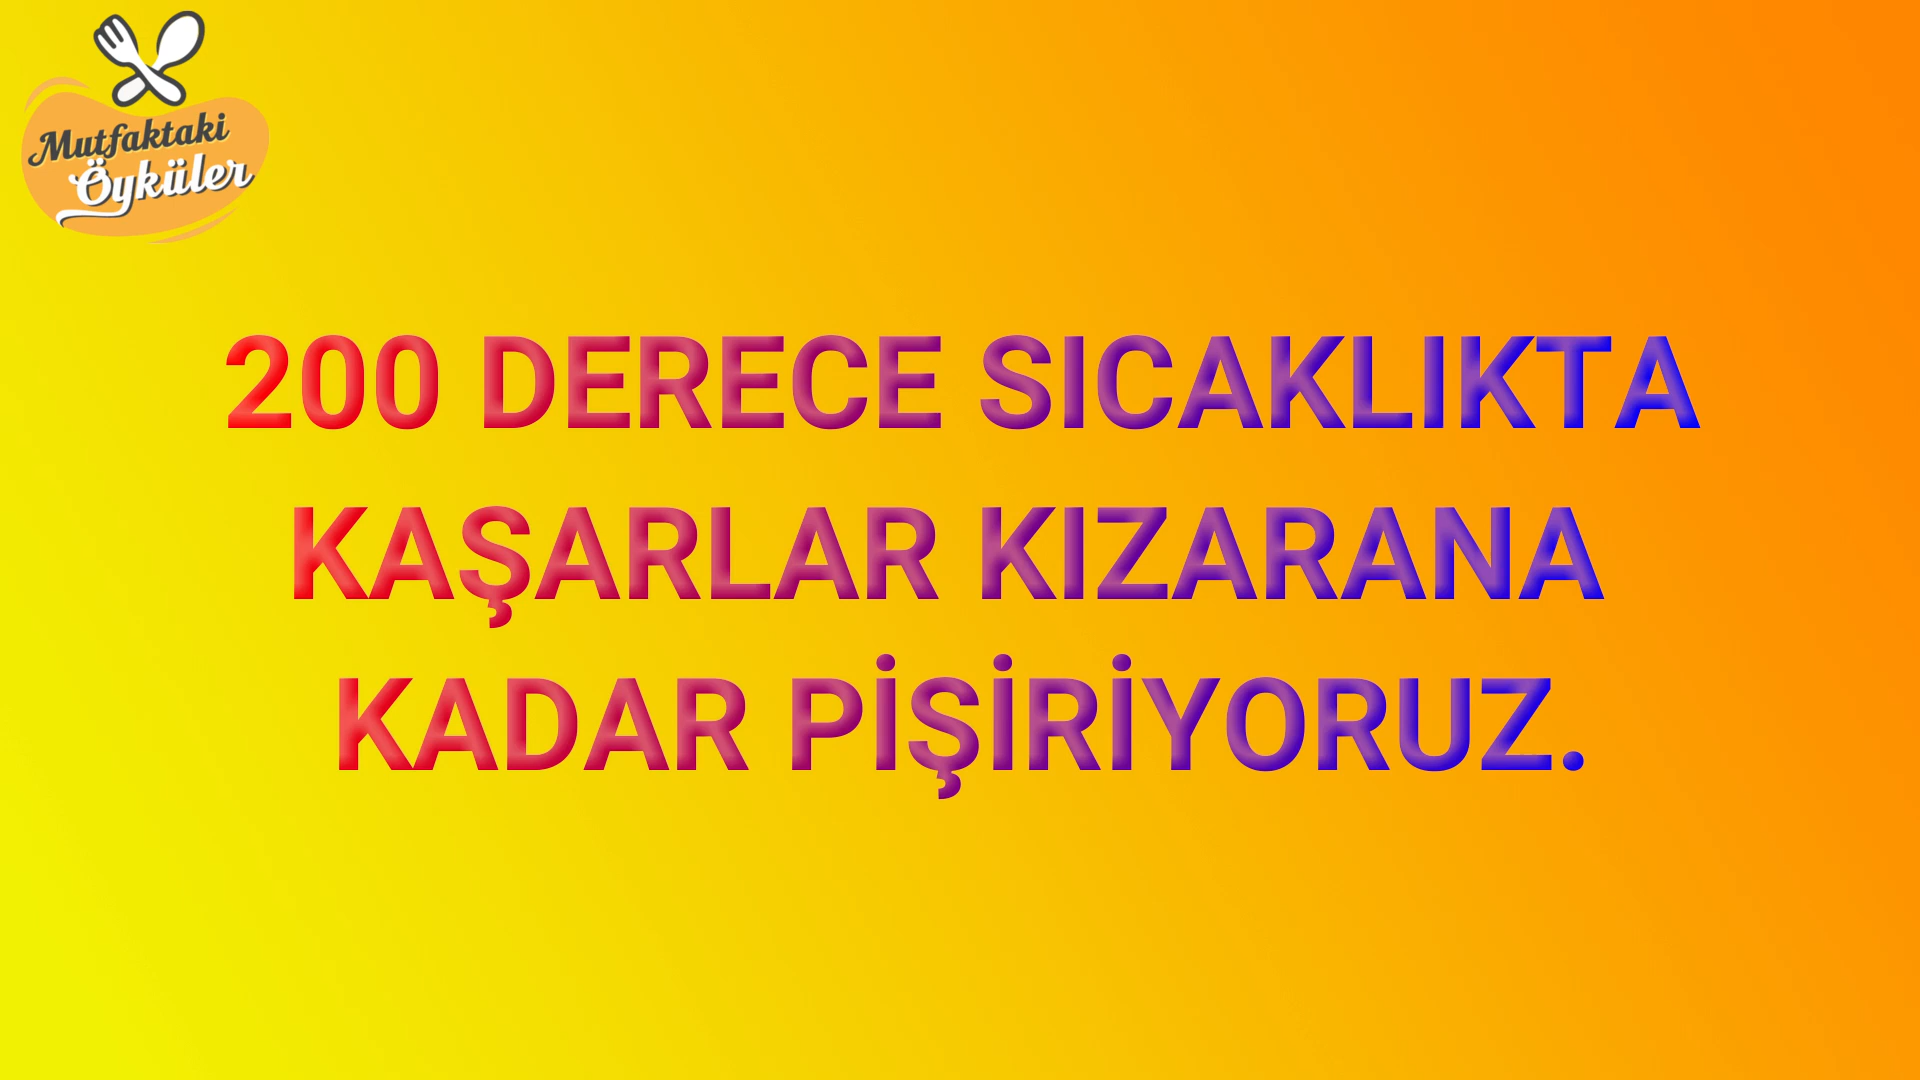 Mutfaktaki
Öyküler
200 DERECE SICAKLIKTA
KAŞARLAR KIZARANA
KADAR PİŞİRİYORUZ.